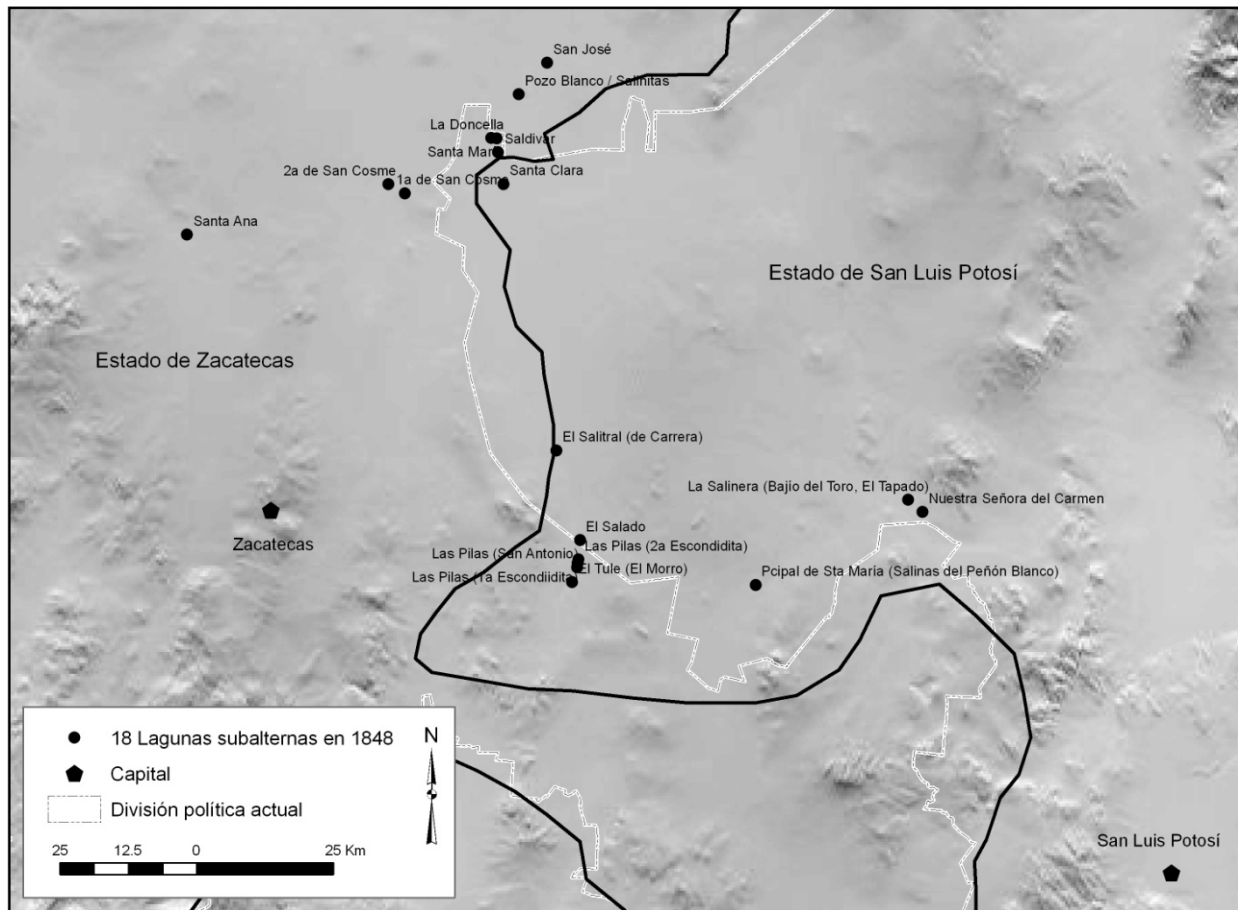 San José
Pozo Blanco / Salinitas
La Doncella
Saldivar
Santa Mar
Santa Clara
2a de San Cosme
1a de San Cosme
Santa Ana
Estado de San Luis Potosí
Estado de Zacatecas
El Salitral (de Carrera)
La Salinera (Bajío del Toro, El Tapado)
Nuestra Señora del Carmen
Zacatecas
El Salado
Las Pilas (San Antonio)
Las Pilas (2a Escondidita)
El Tule (El Morro)
Las Pilas (1a Escondiidita)
Pcipal de Sta María (Salinas del Peñón Blanco)
18 Lagunas subalternas en 1848
N
Capital
División política actual
25 12.5 0 25 Km
San Luis Potosí